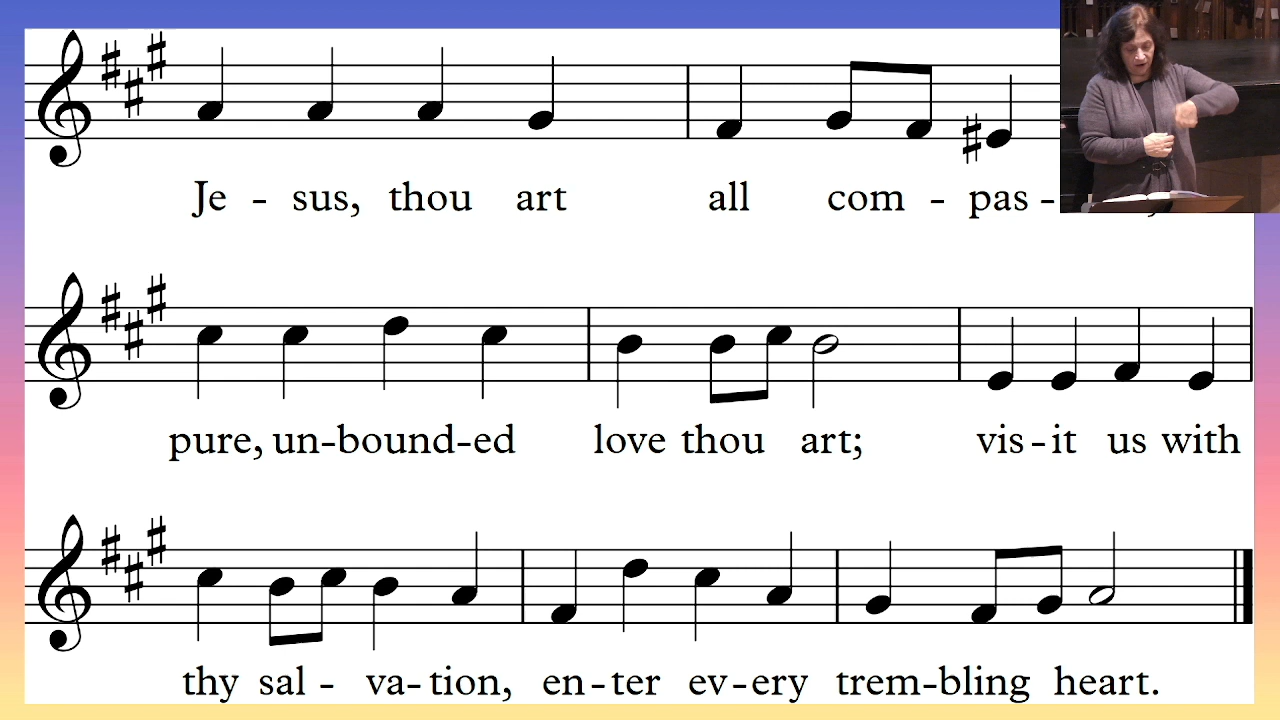 Je - sus, thou art all com - pas -
pure, un-bound-ed love thou art; vis-it us with
thy sal - va-tion, en-ter ev-ery trem-bling heart.